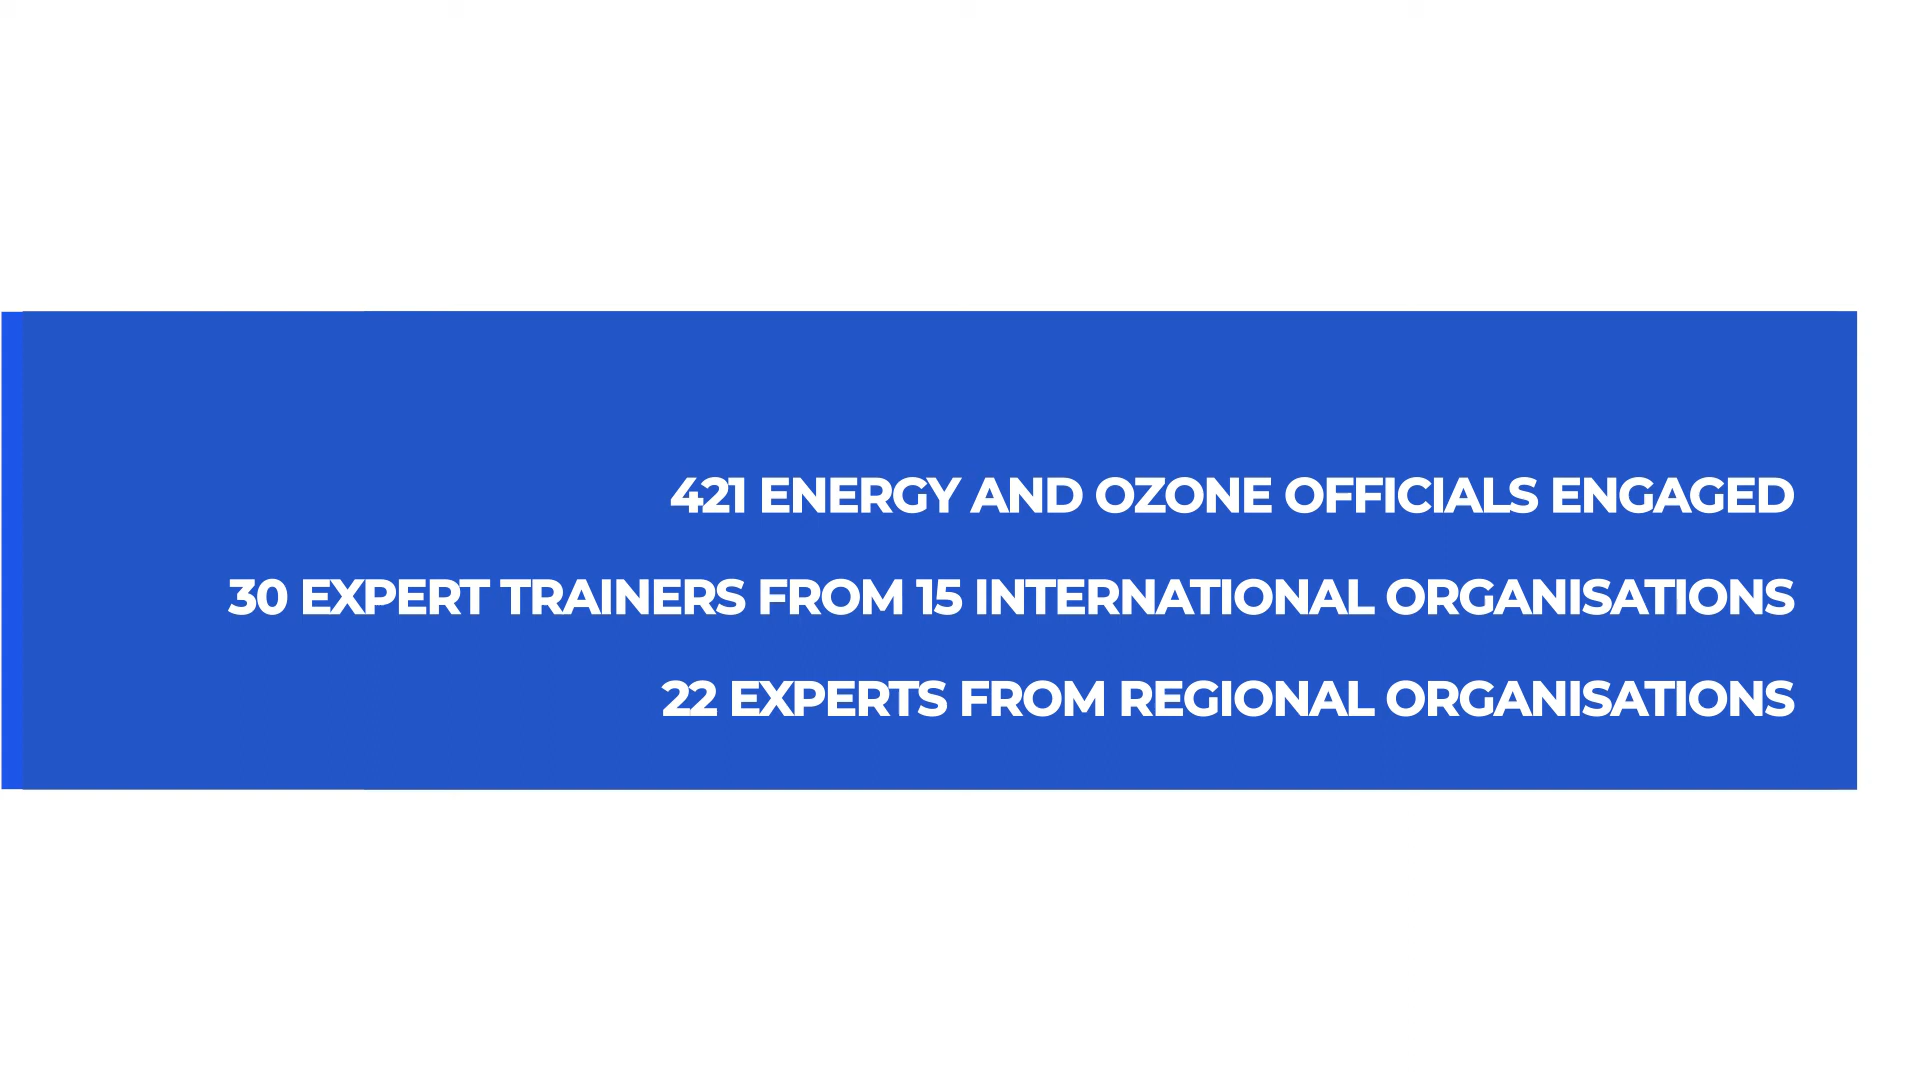 421 ENERGY AND OZONE OFFICIALS ENGAGED
30 EXPERT TRAINERS FROM 15 INTERNATIONAL ORGANISATIONS
22 EXPERTS FROM REGIONAL ORGANISATIONS